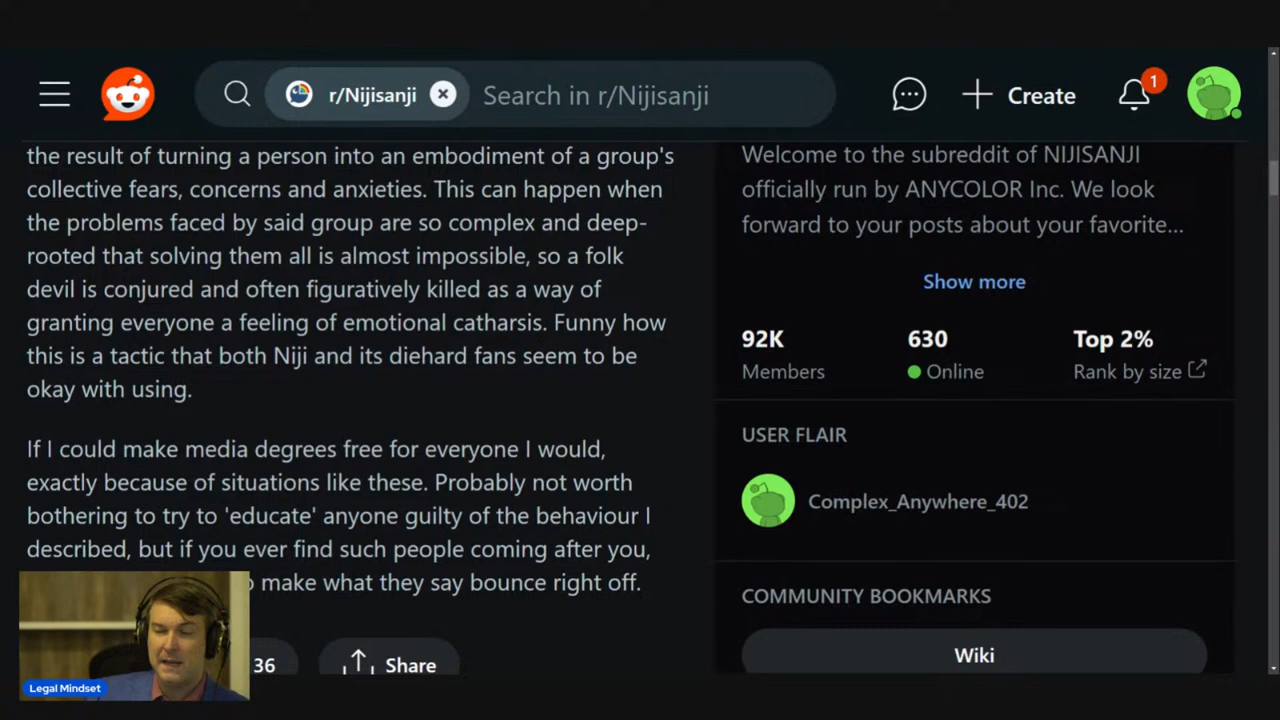 r/Nijisanji
Search in r/Nijisanji
Create
1
the result of turning a person into an embodiment of a group's
collective fears, concerns and anxieties. This can happen when
the problems faced by said group are so complex and deep-
rooted that solving them all is almost impossible, so a folk
devil is conjured and often figuratively killed as a way of
granting everyone a feeling of emotional catharsis. Funny how
this is a tactic that both Niji and its diehard fans seem to be
okay with using.
If I could make media degrees free for everyone I would,
exactly because of situations like these. Probably not worth
bothering to try to 'educate' anyone guilty of the behaviour I
described, but if you ever find such people coming after you,
make what they say bounce right off.
36
Share
Welcome to the subreddit of NIJISANJI
officially run by ANYCOLOR Inc. We look
forward to your posts about your favorite...
Show more
92K 630 Top 2%
Members Online Rank by size
USER FLAIR
Complex_Anywhere_402
COMMUNITY BOOKMARKS
Wiki
Legal Mindset